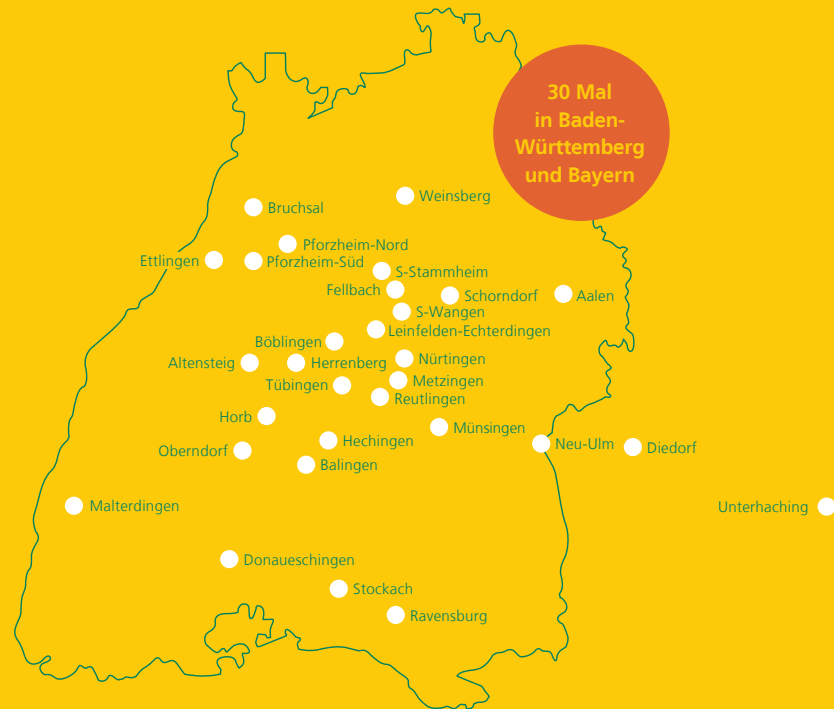 30 Mal
in Baden-
Württemberg
und Bayern
Weinsberg
Bruchsal
Pforzheim-Nord
Ettlingen
Pforzheim-Süd
S-Stammheim
Fellbach
Schorndorf
Aalen
S-Wangen
Leinfelden-Echterdingen
Böblingen
Altensteig
Herrenberg
Nürtingen
Tübingen
Metzingen
Reutlingen
Horb
Münsingen
Hechingen
Neu-Ulm
Diedorf
Oberndorf
Balingen
Malterdingen
Unterhaching
Donaueschingen
Stockach
Ravensburg